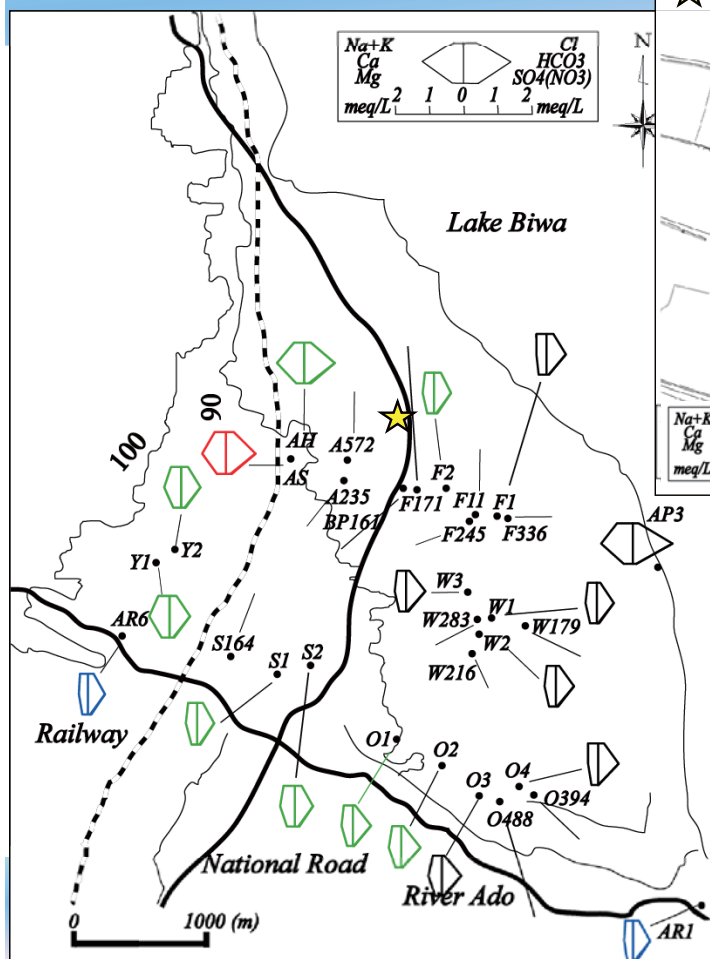 Na+K Cl
Ca HCO3
Mg SO4(NO3)
meq/L 2 1 0 1 2 meq/L
N
Lake Biwa
90
100
AH
A572
AS
A235
BP161
F171
F2
F11
F1
F245
F336
AP3
Na+K
Ca
Mg
meq/L
Y1
Y2
W3
W1
W283
W179
W2
W216
AR6
S164
S1
S2
Railway
O1
O2
O3
O4
O394
O488
National Road
River Ado
0 1000 (m)
AR1